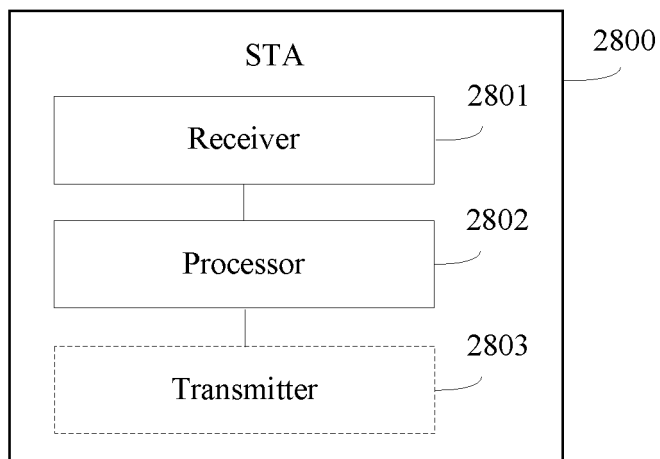 2800
STA
2801
Receiver
2802
Processor
2803
Transmitter